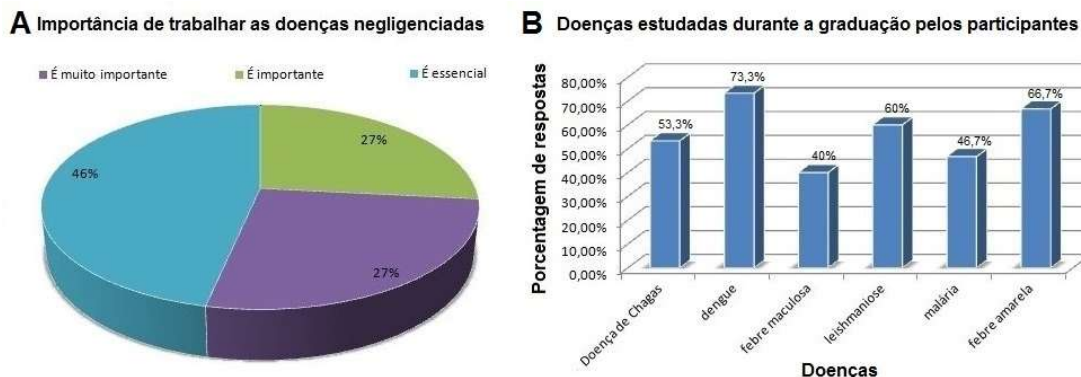 A Importância de trabalhar as doenças negligenciadas
É muito importante
É importante
É essencial
27%
46%
27%
B Doenças estudadas durante a graduação pelos participantes
Porcentagem de respostas
80,00%
70,00%
60,00%
50,00%
40,00%
30,00%
20,00%
10,00%
0,00%
53,3%
73,3%
40%
60%
46,7%
66,7%
Doença de Chagas
dengue
febre maculosa
leishmaniose
malária
febre amarela
Doenças